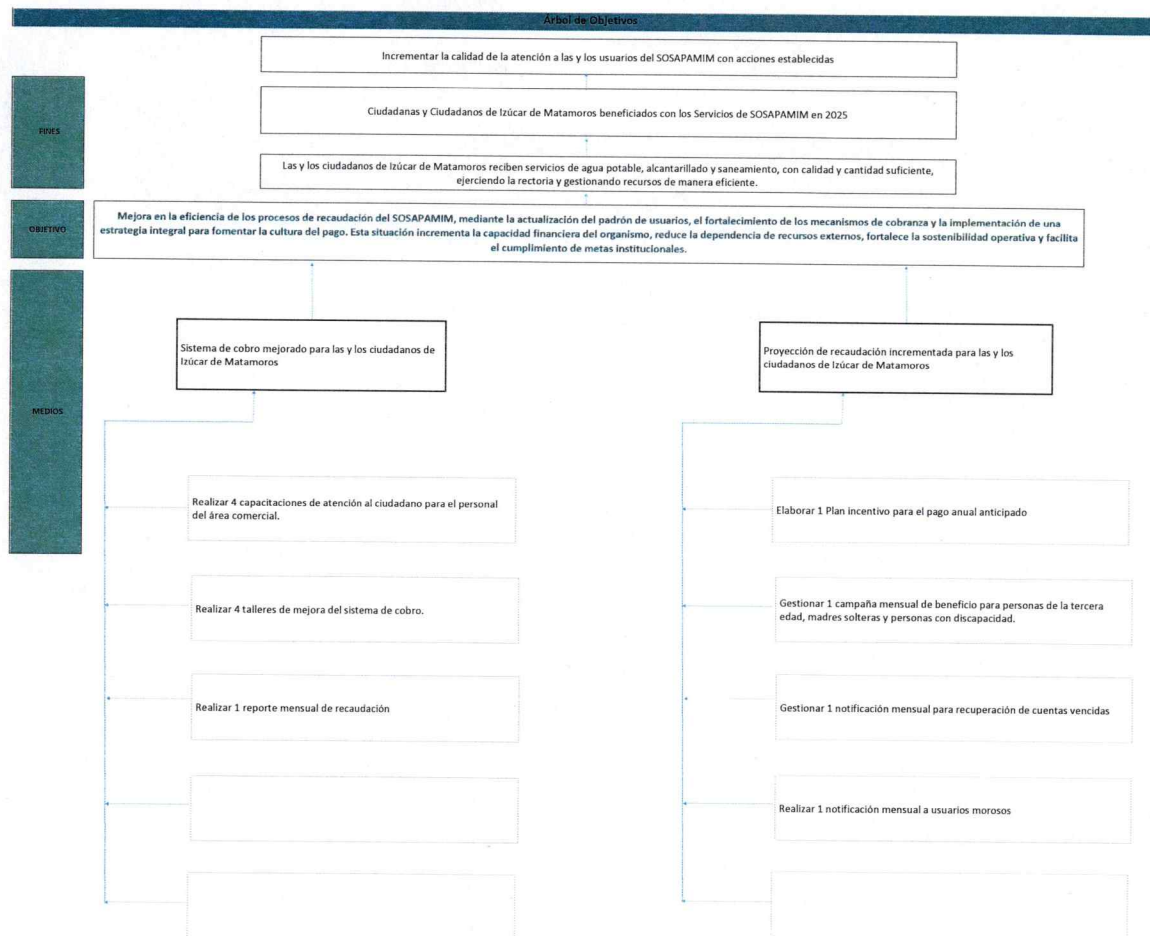 Árbol de Objetivos
Incrementar la calidad de la atención a las y los usuarios del SOSAPAMIM con acciones establecidas
FINES
Ciudadanas y Ciudadanos de Izúcar de Matamoros beneficiados con los Servicios de SOSAPAMIM en 2025
Las y los ciudadanos de Izúcar de Matamoros reciben servicios de agua potable, alcantarillado y saneamiento, con calidad y cantidad suficiente,
ejerciendo la rectoria y gestionando recursos de manera eficiente.
OBJETIVO
Mejora en la eficiencia de los procesos de recaudación del SOSAPAMIM, mediante la actualización del padrón de usuarios, el fortalecimiento de los mecanismos de cobranza y la implementación de una
estrategia integral para fomentar la cultura del pago. Esta situación incrementa la capacidad financiera del organismo, reduce la dependencia de recursos externos, fortalece la sostenibilidad operativa y facilita
el cumplimiento de metas institucionales.
MEDIOS
Sistema de cobro mejorado para las y los ciudadanos de
Izúcar de Matamoros
Proyección de recaudación incrementada para las y los
ciudadanos de Izúcar de Matamoros
Realizar 4 capacitaciones de atención al ciudadano para el personal
del área comercial.
Elaborar 1 Plan incentivo para el pago anual anticipado
Realizar 4 talleres de mejora del sistema de cobro.
Gestionar 1 campaña mensual de beneficio para personas de la tercera
edad, madres solteras y personas con discapacidad.
Realizar 1 reporte mensual de recaudación
Gestionar 1 notificación mensual para recuperación de cuentas vencidas
Realizar 1 notificación mensual a usuarios morosos